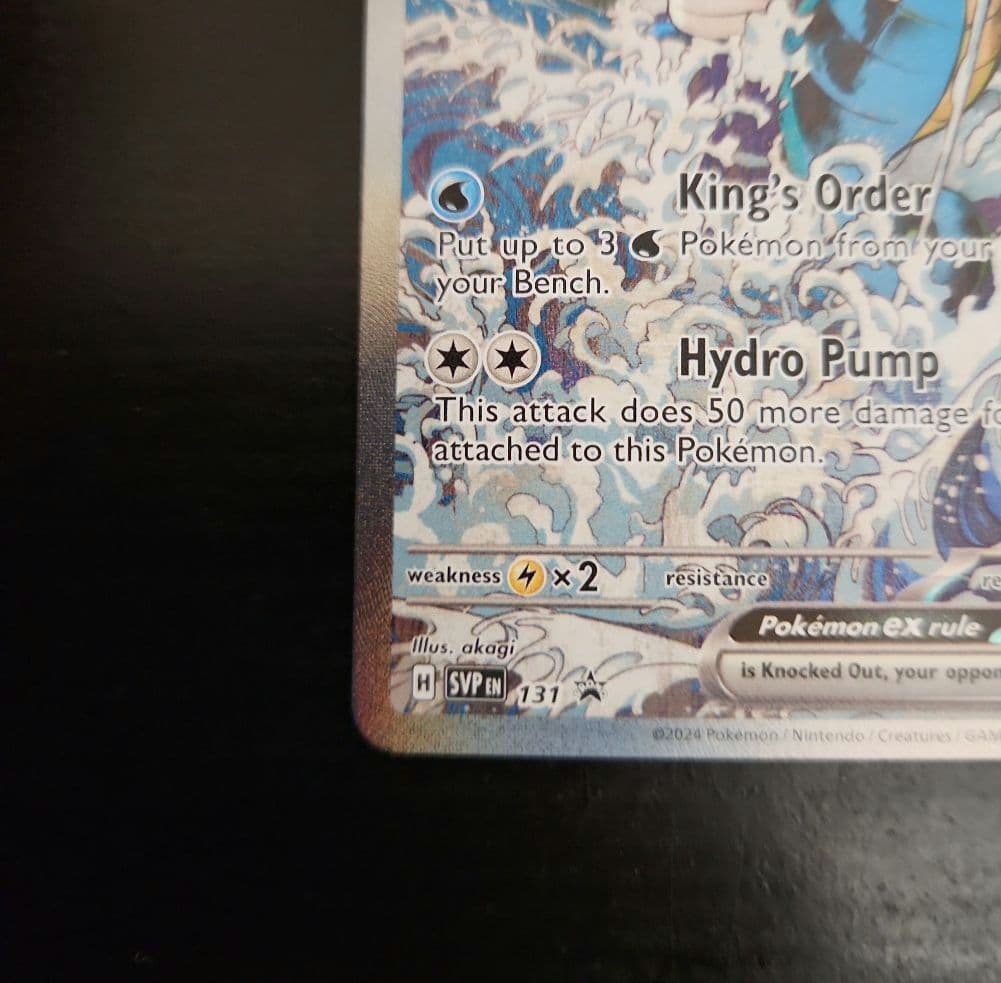 King's Order
Put up to 3 Pokémon from your
your Bench.
Hydro Pump
This attack does 50 more damage
attached to this Pokémon.
weakness ×2 resistance
Pokémon ex rule
Illus. akagi
is Knocked Out, your
H SVP EN 131
©2024 Pokémon / Nintendo / Creatures /